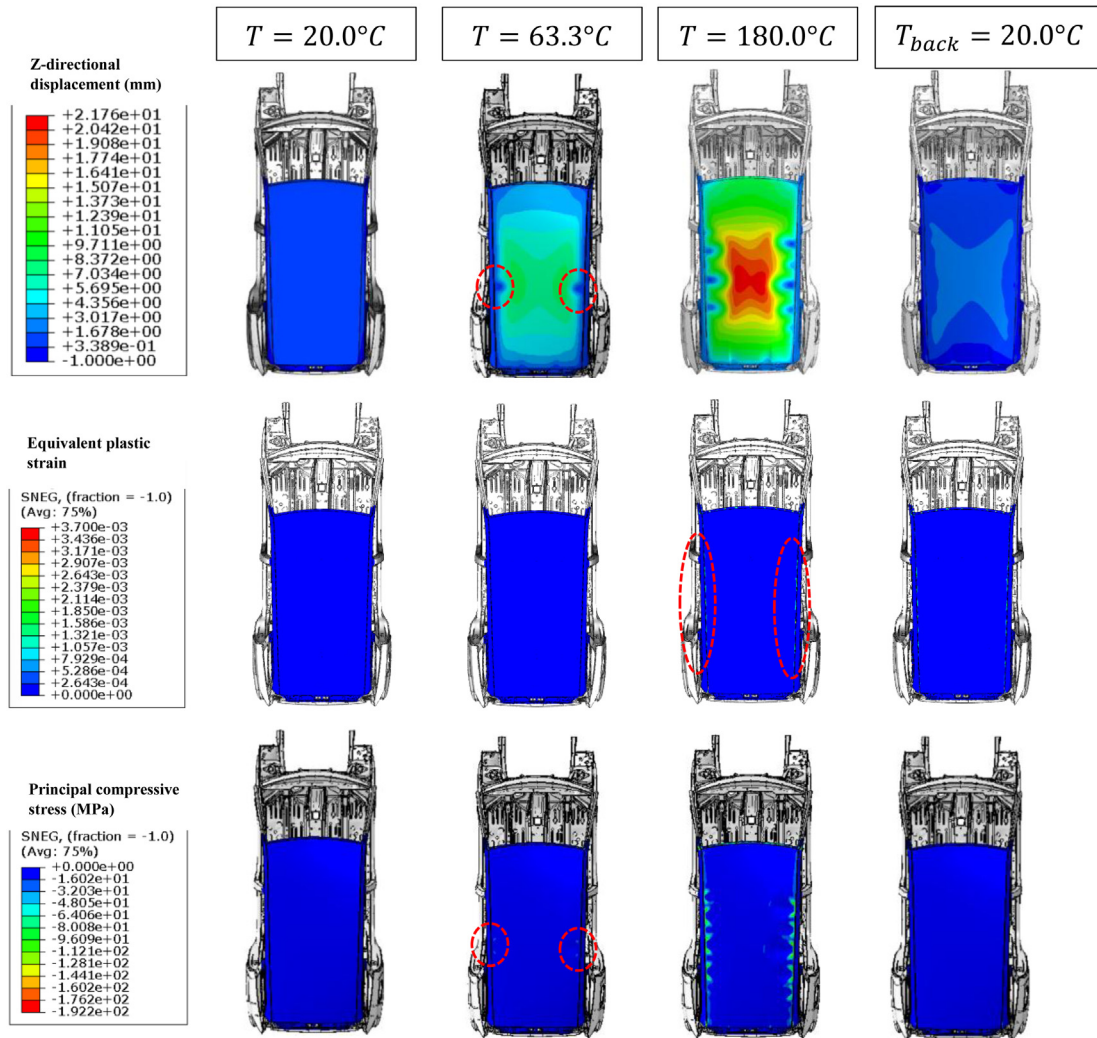 T = 20.0°C
T = 63.3°C
T = 180.0°C
T_back = 20.0°C
Z-directional
displacement (mm)
+2.176e+01
+2.042e+01
+1.908e+01
+1.774e+01
+1.641e+01
+1.507e+01
+1.373e+01
+1.239e+01
+1.105e+01
+9.711e+00
+8.372e+00
+7.034e+00
+5.695e+00
+4.356e+00
+3.017e+00
+1.678e+00
+3.389e-01
-1.000e+00
Equivalent plastic
strain
SNEG, (fraction = -1.0)
(Avg: 75%)
+3.700e-03
+3.436e-03
+3.171e-03
+2.907e-03
+2.643e-03
+2.379e-03
+2.114e-03
+1.850e-03
+1.586e-03
+1.321e-03
+1.057e-03
+7.929e-04
+5.286e-04
+2.643e-04
+0.000e+00
Principal compressive
stress (MPa)
SNEG, (fraction = -1.0)
(Avg: 75%)
+0.000e+00
-1.602e+01
-3.203e+01
-4.805e+01
-6.406e+01
-8.008e+01
-9.609e+01
-1.121e+02
-1.281e+02
-1.441e+02
-1.602e+02
-1.762e+02
-1.922e+02